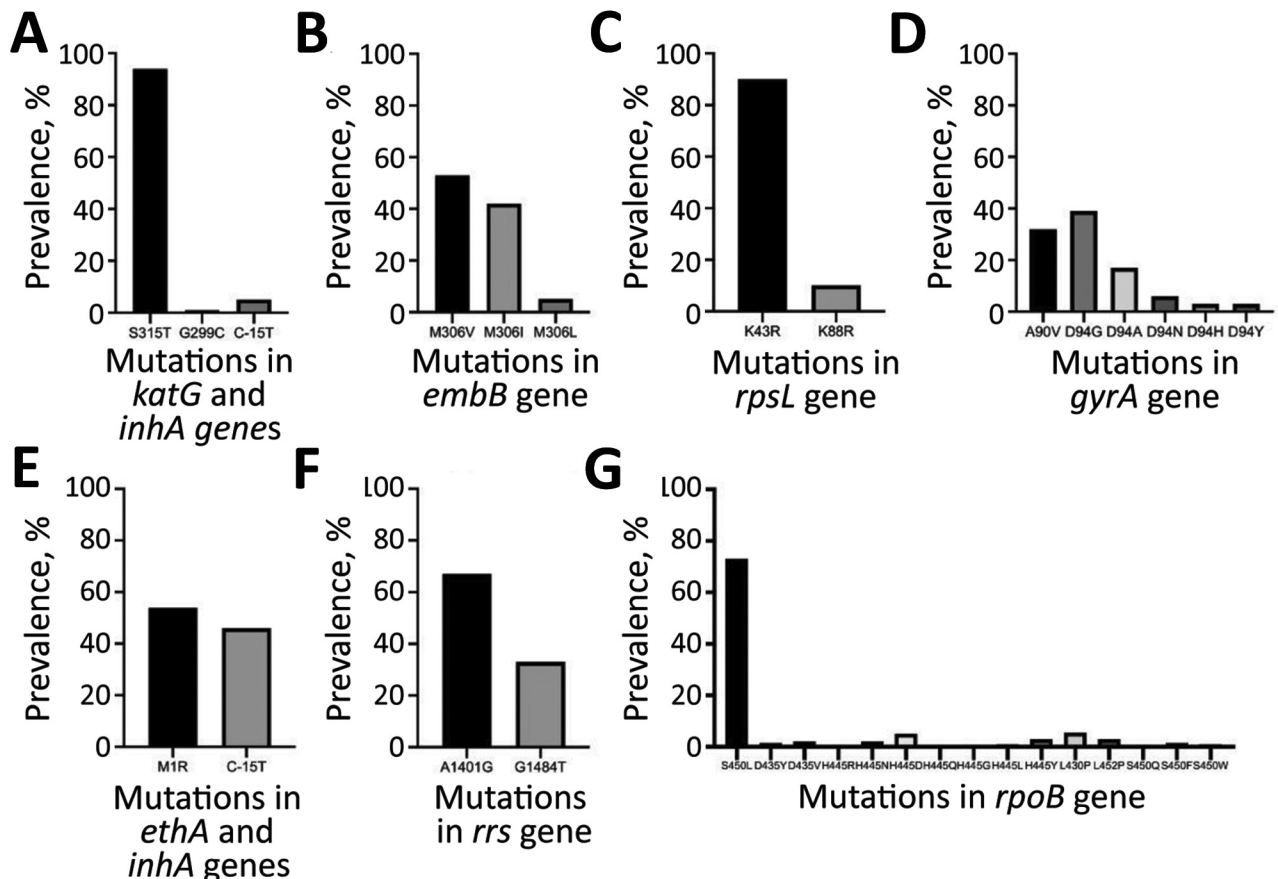 A
B
C
D
Prevalence, %
100
80
60
40
20
0
S315T G299C C-15T
Mutations in
katG and
inhA genes
Prevalence, %
100
80
60
40
20
0
M306V M306I M306L
Mutations in
embB gene
Prevalence, %
100
80
60
40
20
0
K43R K88R
Mutations in
rpsL gene
Prevalence, %
100
80
60
40
20
0
A90V D94G D94A D94N D94H D94Y
Mutations in
gyrA gene
E
F
G
Prevalence, %
100
80
60
40
20
0
M1R C-15T
Mutations in
ethA and
inhA genes
Prevalence, %
100
80
60
40
20
0
A1401G G1484T
Mutations
in rrs gene
Prevalence, %
100
80
60
40
20
0
S450L D435Y D435V H445R H445N H445D H445Q H445G H445L H445Y L430P L452P S450Q S450F S450W
Mutations in rpoB gene